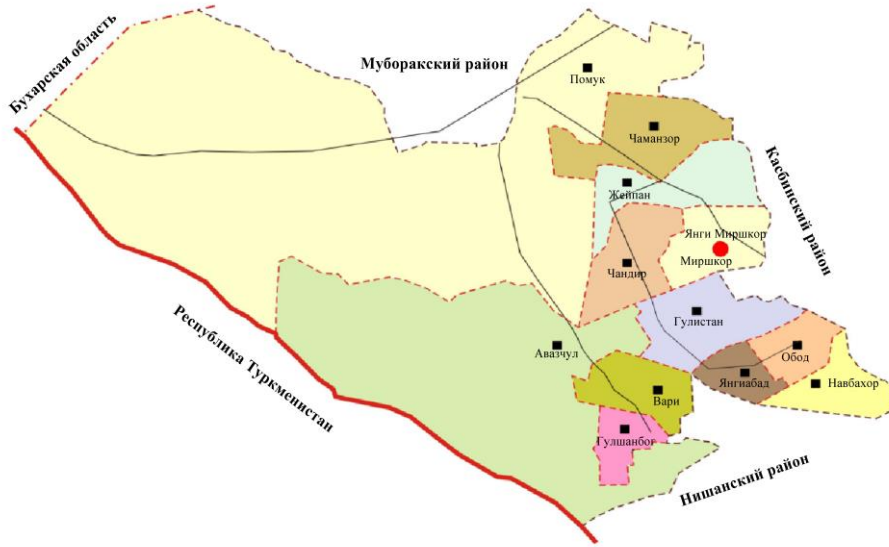 Бухарская область
Муборакский район
Помук
Чаманзор
Касбинский район
Жейпан
Янги Миршкор
Миршкор
Чандир
Республика Туркменистан
Гулистан
Авазчул
Обод
Янгиабад
Навбахор
Вари
Гулшанбог
Нишанский район